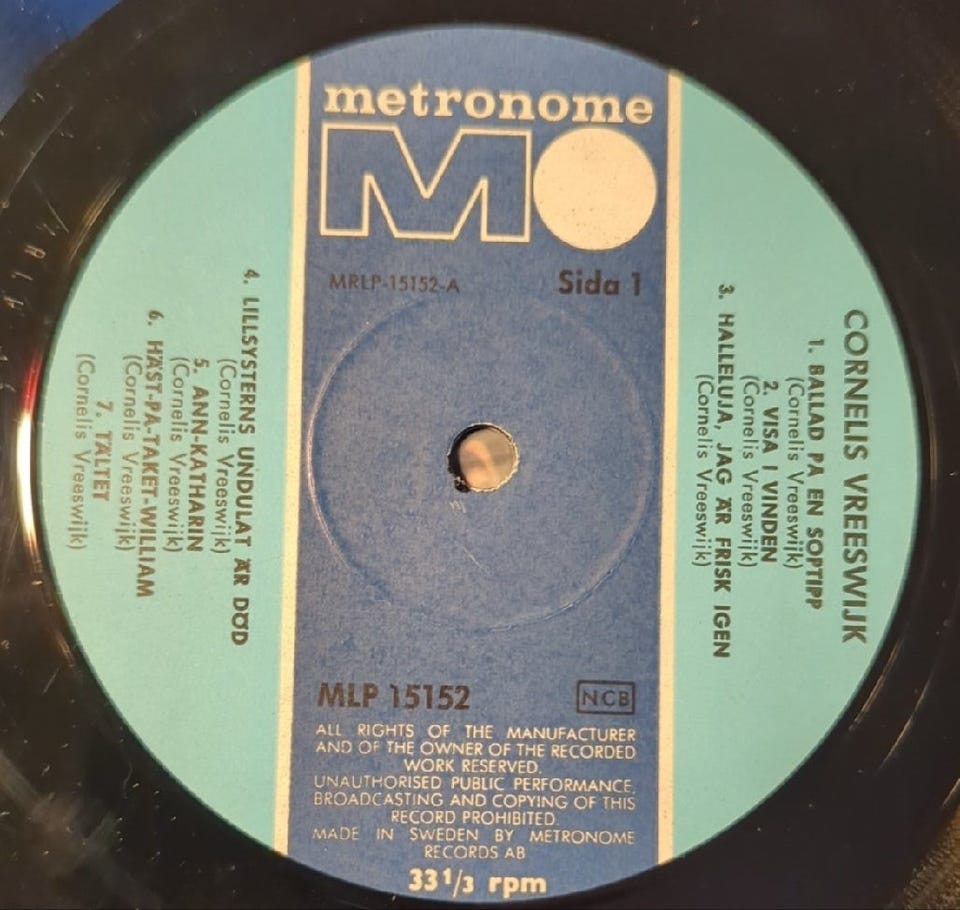 metronome
MO
MRLP-15152-A
Sida 1
CORNELIS VREESWIJK
1. BALLAD PÅ EN SOPTIPP
(Cornelis Vreeswijk)
2. VISA I VINDEN
(Cornelis Vreeswijk)
3. HALLELUJA, JAG ÄR FRISK IGEN
(Cornelis Vreeswijk)
4. LILLSYSTERNS UNDULAT ÄR DÖD
(Cornelis Vreeswijk)
5. ANN-KATHARIN
(Cornelis Vreeswijk)
6. HÄST-PÅ-TAKET-WILLIAM
(Cornelis Vreeswijk)
7. TÄLTET
(Cornelis Vreeswijk)
MLP 15152
NCB
ALL RIGHTS OF THE MANUFACTURER
AND OF THE OWNER OF THE RECORDED
WORK RESERVED.
UNAUTHORISED PUBLIC PERFORMANCE,
BROADCASTING AND COPYING OF THIS
RECORD PROHIBITED.
MADE IN SWEDEN BY METRONOME
RECORDS AB
33 1/3 rpm